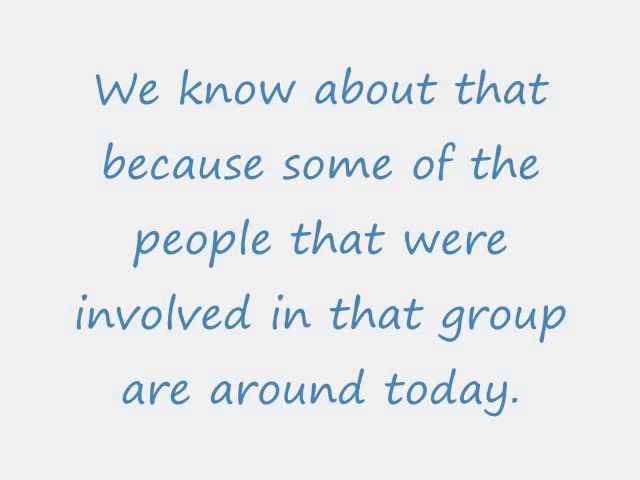 We know about that
because some of the
people that were
involved in that group
are around today.